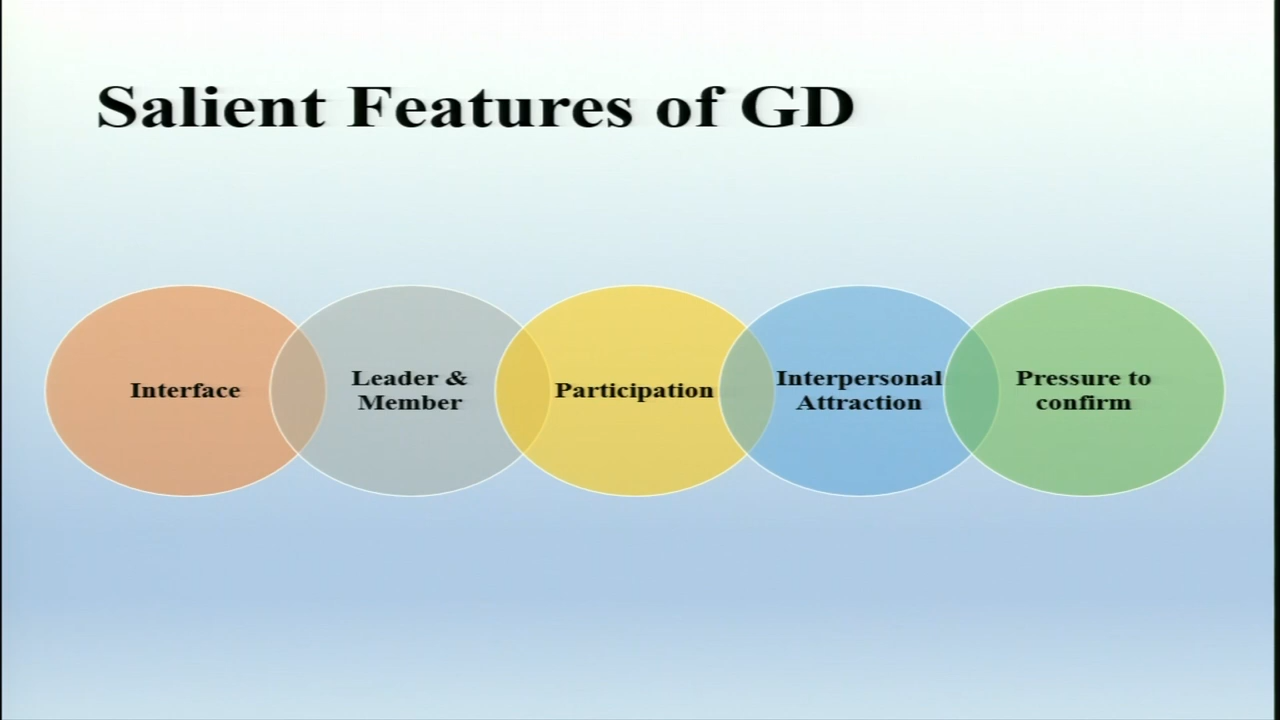 Salient Features of GD
Interface
Leader &
Member
Participation
Interpersonal
Attraction
Pressure to
confirm